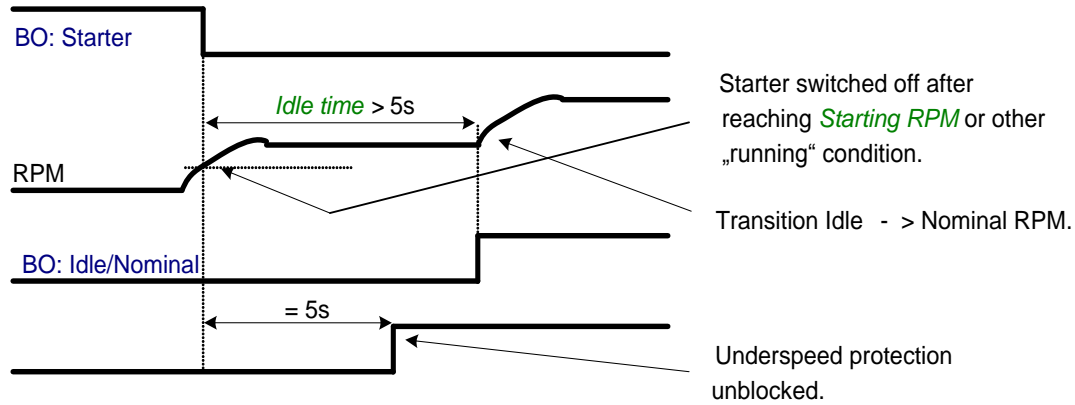 BO: Starter
Idle time > 5s
Starter switched off after
reaching Starting RPM or other
„running“ condition.
RPM
Transition Idle - > Nominal RPM.
BO: Idle/Nominal
= 5s
Underspeed protection
unblocked.